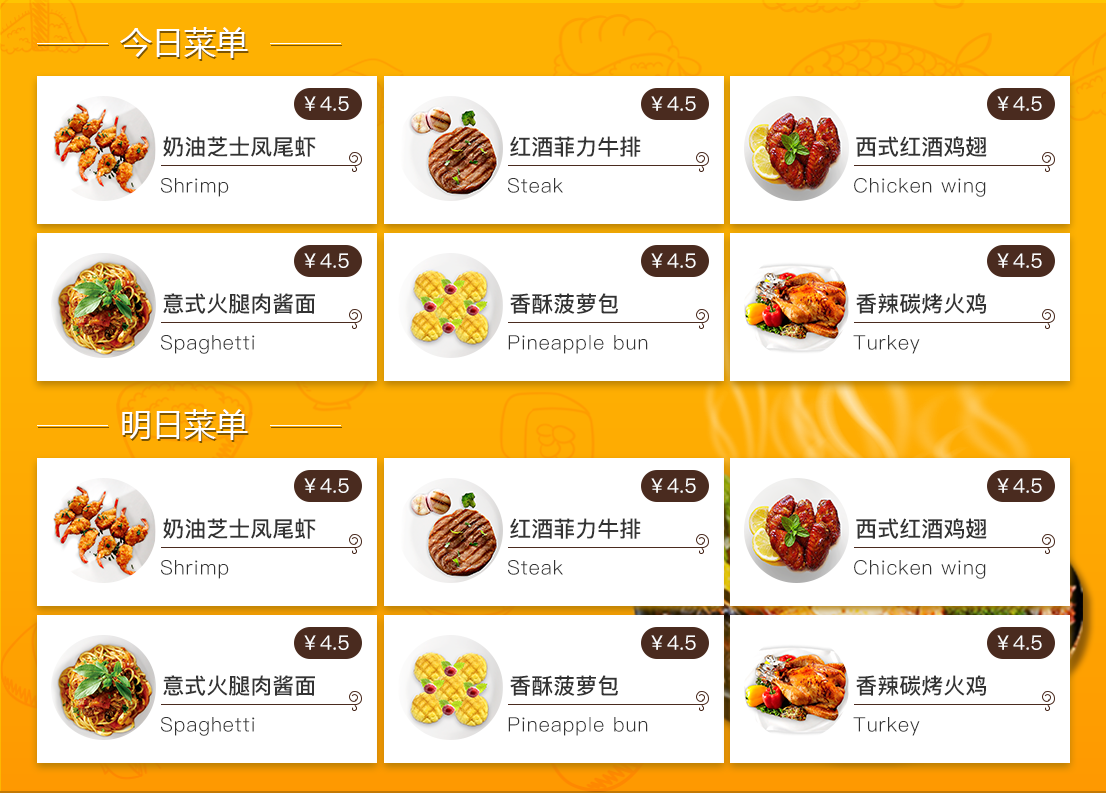 今日菜单
¥4.5
奶油芝士凤尾虾
Shrimp
¥4.5
红酒菲力牛排
Steak
¥4.5
西式红酒鸡翅
Chicken wing
¥4.5
意式火腿肉酱面
Spaghetti
¥4.5
香酥菠萝包
Pineapple bun
¥4.5
香辣碳烤火鸡
Turkey
明日菜单
¥4.5
奶油芝士凤尾虾
Shrimp
¥4.5
红酒菲力牛排
Steak
¥4.5
西式红酒鸡翅
Chicken wing
¥4.5
意式火腿肉酱面
Spaghetti
¥4.5
香酥菠萝包
Pineapple bun
¥4.5
香辣碳烤火鸡
Turkey